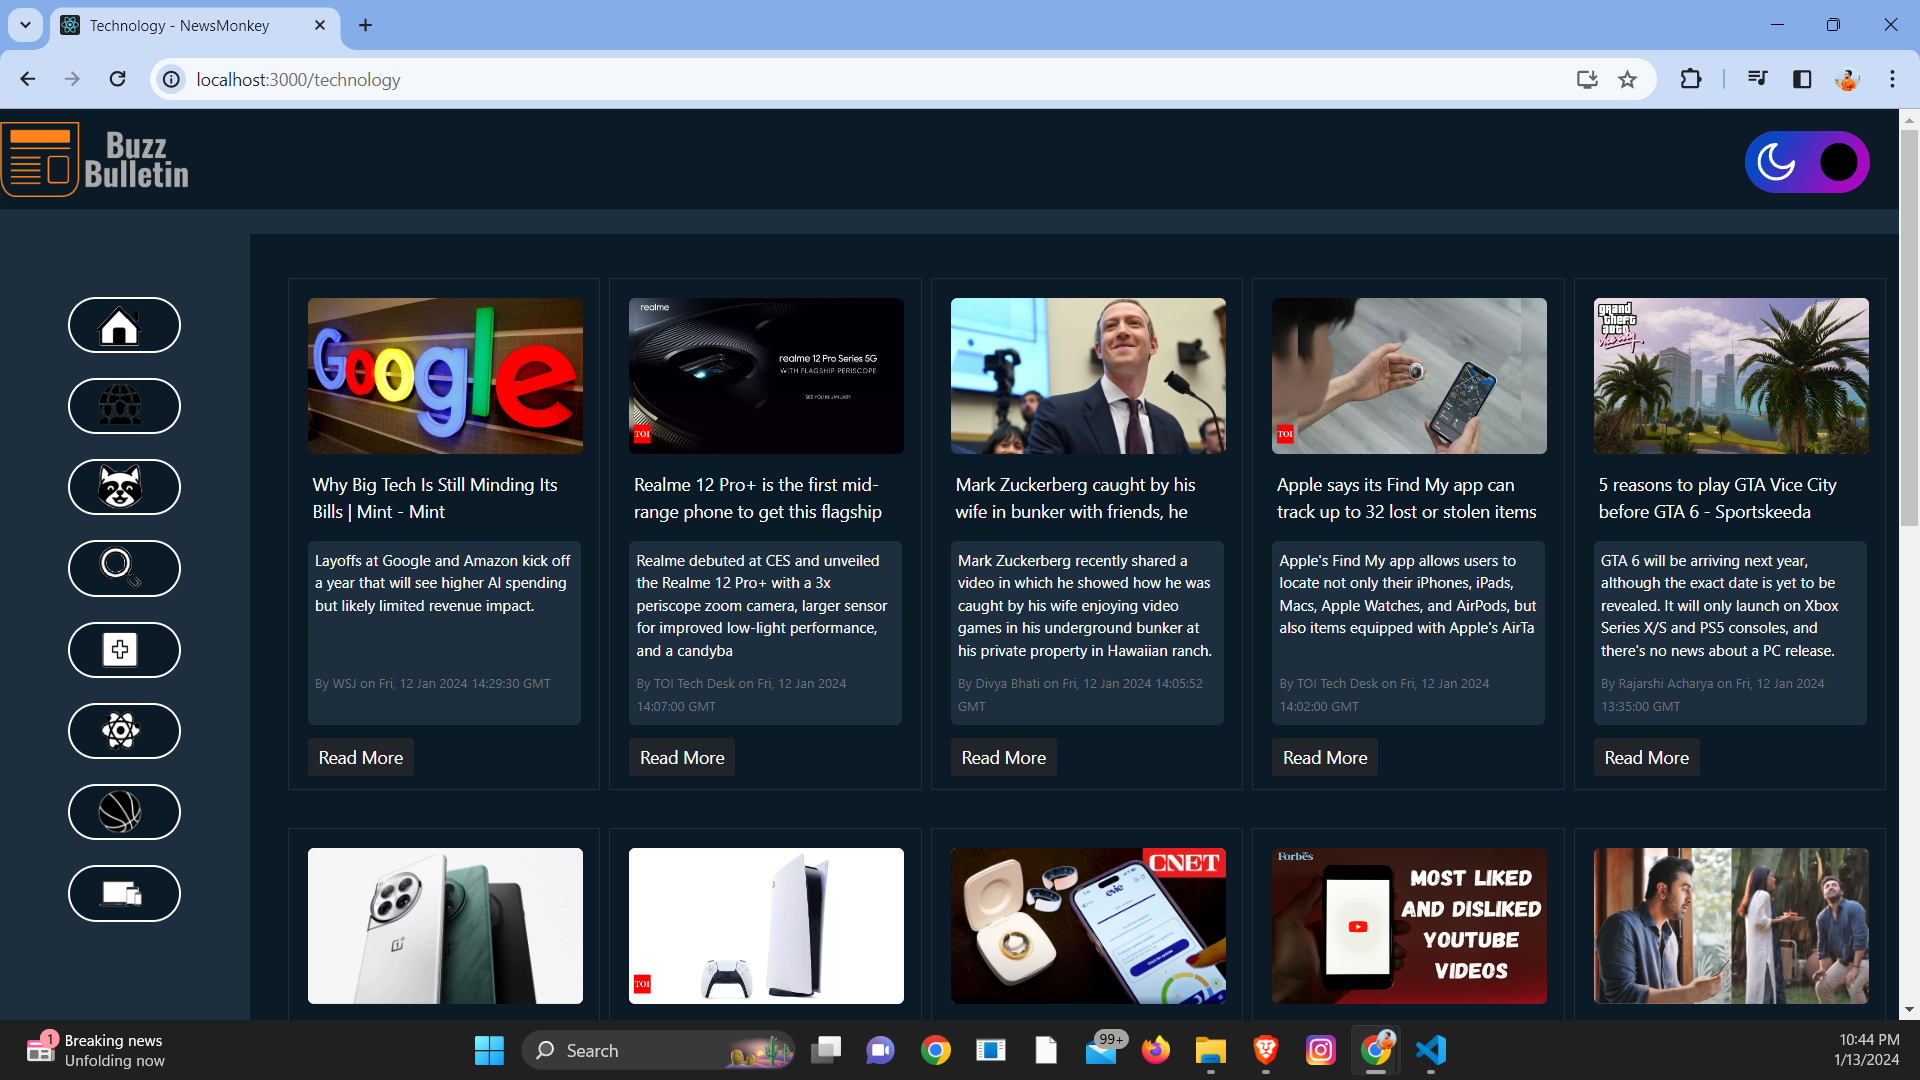 Technology - NewsMonkey
localhost:3000/technology
Buzz
Bulletin
Google
realme
realme 12 Pro Series 5G
WITH FLAGSHIP PERISCOPE
SEE YOU IN JANUARY
TOI
TOI
grand
theft
auto
vice city
Why Big Tech Is Still Minding Its
Bills | Mint - Mint
Realme 12 Pro+ is the first mid-
range phone to get this flagship
Mark Zuckerberg caught by his
wife in bunker with friends, he
Apple says its Find My app can
track up to 32 lost or stolen items
5 reasons to play GTA Vice City
before GTA 6 - Sportskeeda
Layoffs at Google and Amazon kick off
a year that will see higher AI spending
but likely limited revenue impact.
By WSJ on Fri, 12 Jan 2024 14:29:30 GMT
Realme debuted at CES and unveiled
the Realme 12 Pro+ with a 3x
periscope zoom camera, larger sensor
for improved low-light performance,
and a candyba
By TOI Tech Desk on Fri, 12 Jan 2024
14:07:00 GMT
Mark Zuckerberg recently shared a
video in which he showed how he was
caught by his wife enjoying video
games in his underground bunker at
his private property in Hawaiian ranch.
By Divya Bhati on Fri, 12 Jan 2024 14:05:52
GMT
Apple's Find My app allows users to
locate not only their iPhones, iPads,
Macs, Apple Watches, and AirPods, but
also items equipped with Apple's AirTa
By TOI Tech Desk on Fri, 12 Jan 2024
14:02:00 GMT
GTA 6 will be arriving next year,
although the exact date is yet to be
revealed. It will only launch on Xbox
Series X/S and PS5 consoles, and
there's no news about a PC release.
By Rajarshi Acharya on Fri, 12 Jan 2024
13:35:00 GMT
Read More
Read More
Read More
Read More
Read More
TOI
CNET
evie
Forbes
MOST LIKED
AND DISLIKED
YOUTUBE
VIDEOS
1
Breaking news
Unfolding now
Search
99+
10:44 PM
1/13/2024